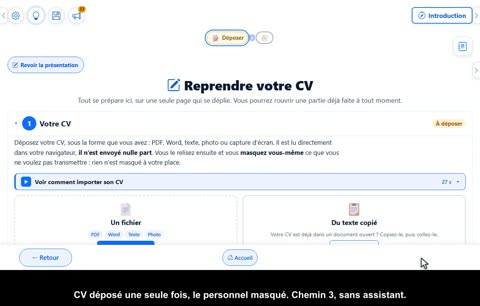 Introduction
Déposer
Revoir la présentation
Reprendre votre CV
Tout se prépare ici, sur une seule page qui se déplie. Vous pourrez rouvrir une partie déjà faite à tout moment.
1 Votre CV
À déposer
Déposez votre CV, sous la forme que vous avez : PDF, Word, texte, photo ou capture d'écran. Il est lu directement
dans votre navigateur, il n'est envoyé nulle part. Vous le relisez ensuite et vous masquez vous-même ce que vous
ne voulez pas transmettre : rien n'est masqué à votre place.
Voir comment importer son CV
27 s
Un fichier
PDF Word Texte Photo
Du texte copié
Votre CV est déjà dans un document ouvert ? Copiez-le, puis collez-le.
← Retour
Accueil
CV déposé une seule fois, le personnel masqué. Chemin 3, sans assistant.